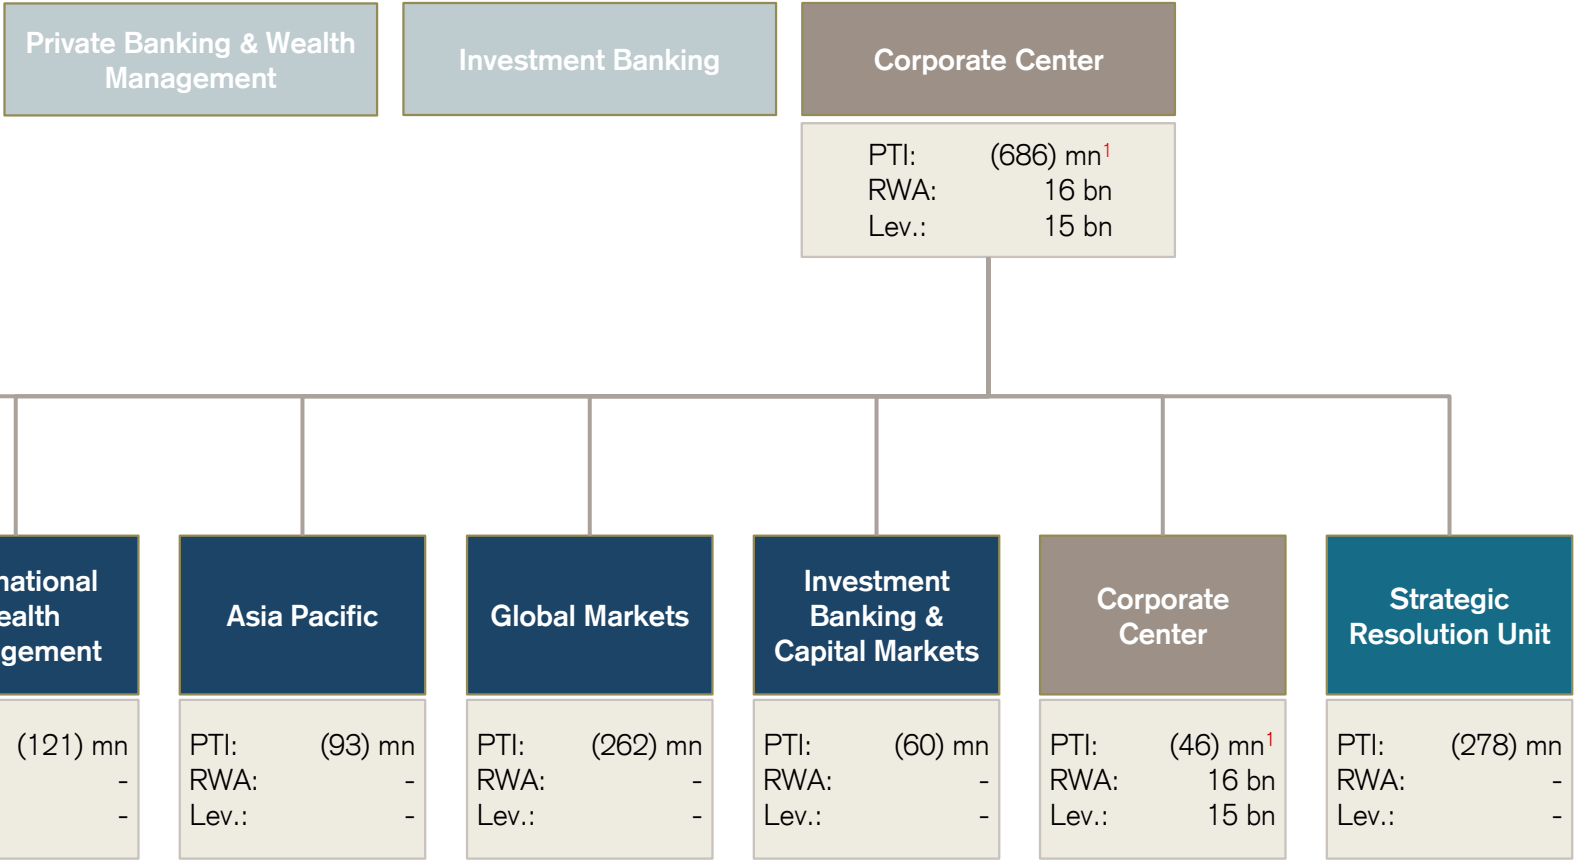 Private Banking & Wealth
Management
Investment Banking
Corporate Center
PTI: (686) mn1
RWA: 16 bn
Lev.: 15 bn
Asia Pacific
Global Markets
Investment
Banking &
Capital Markets
Corporate
Center
Strategic
Resolution Unit
(121) mn
-
-
PTI: (93) mn
RWA: -
Lev.: -
PTI: (262) mn
RWA: -
Lev.: -
PTI: (60) mn
RWA: -
Lev.: -
PTI: (46) mn1
RWA: 16 bn
Lev.: 15 bn
PTI: (278) mn
RWA: -
Lev.: -